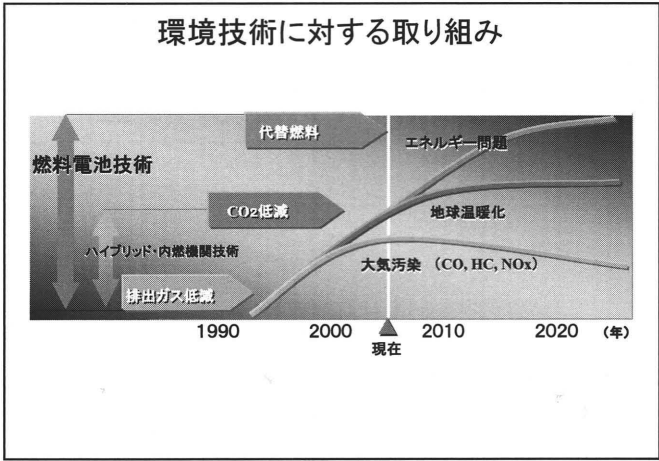 環境技術に対する取り組み
代替燃料
エネルギー問題
燃料電池技術
CO2低減
地球温暖化
ハイブリッド・内燃機関技術
大気汚染 (CO, HC, NOx)
排出ガス低減
1990 2000 2010 2020 (年)
現在